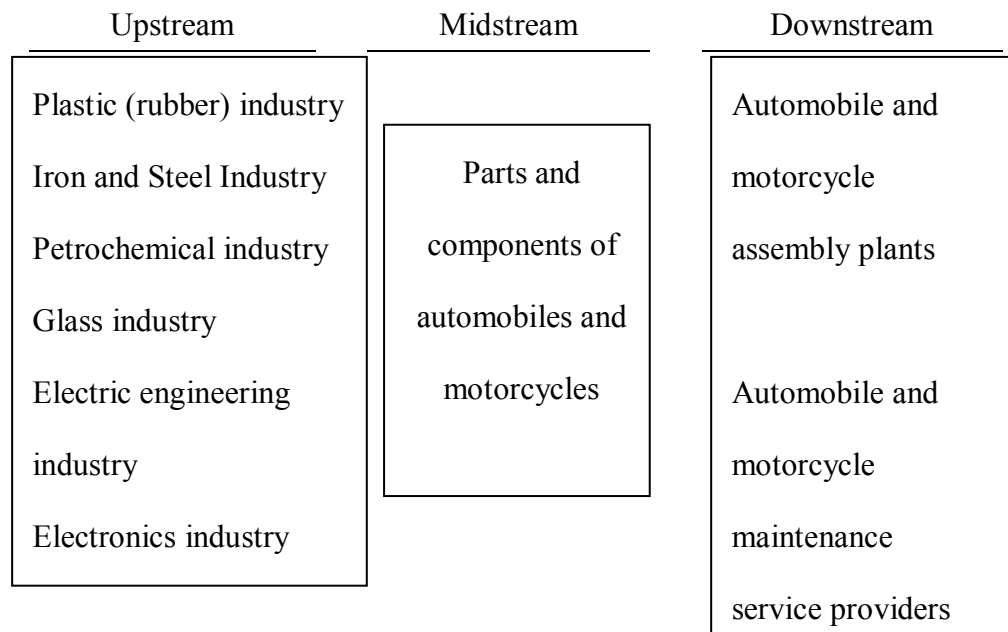 Upstream
Midstream
Downstream
Plastic (rubber) industry
Iron and Steel Industry
Petrochemical industry
Glass industry
Electric engineering
industry
Electronics industry
Parts and
components of
automobiles and
motorcycles
Automobile and
motorcycle
assembly plants
Automobile and
motorcycle
maintenance
service providers